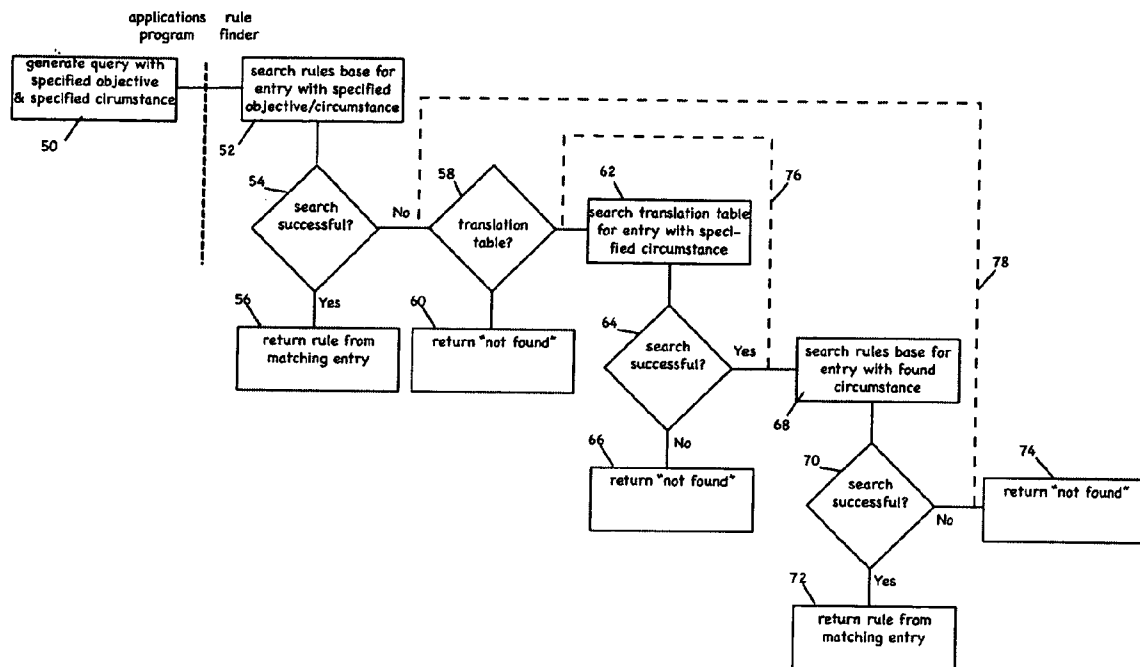 applications
program
rule
finder
generate query with
specified objective
& specified cirumstance
50
search rules base for
entry with specified
objective/circumstance
52
54
search
successful?
No
Yes
56
return rule from
matching entry
58
translation
table?
60
return "not found"
62
search translation table
for entry with speci-
fied circumstance
76
64
search
successful?
Yes
No
66
return "not found"
search rules base for
entry with found
circumstance
68
78
70
search
successful?
No
Yes
74
return "not found"
72
return rule from
matching entry